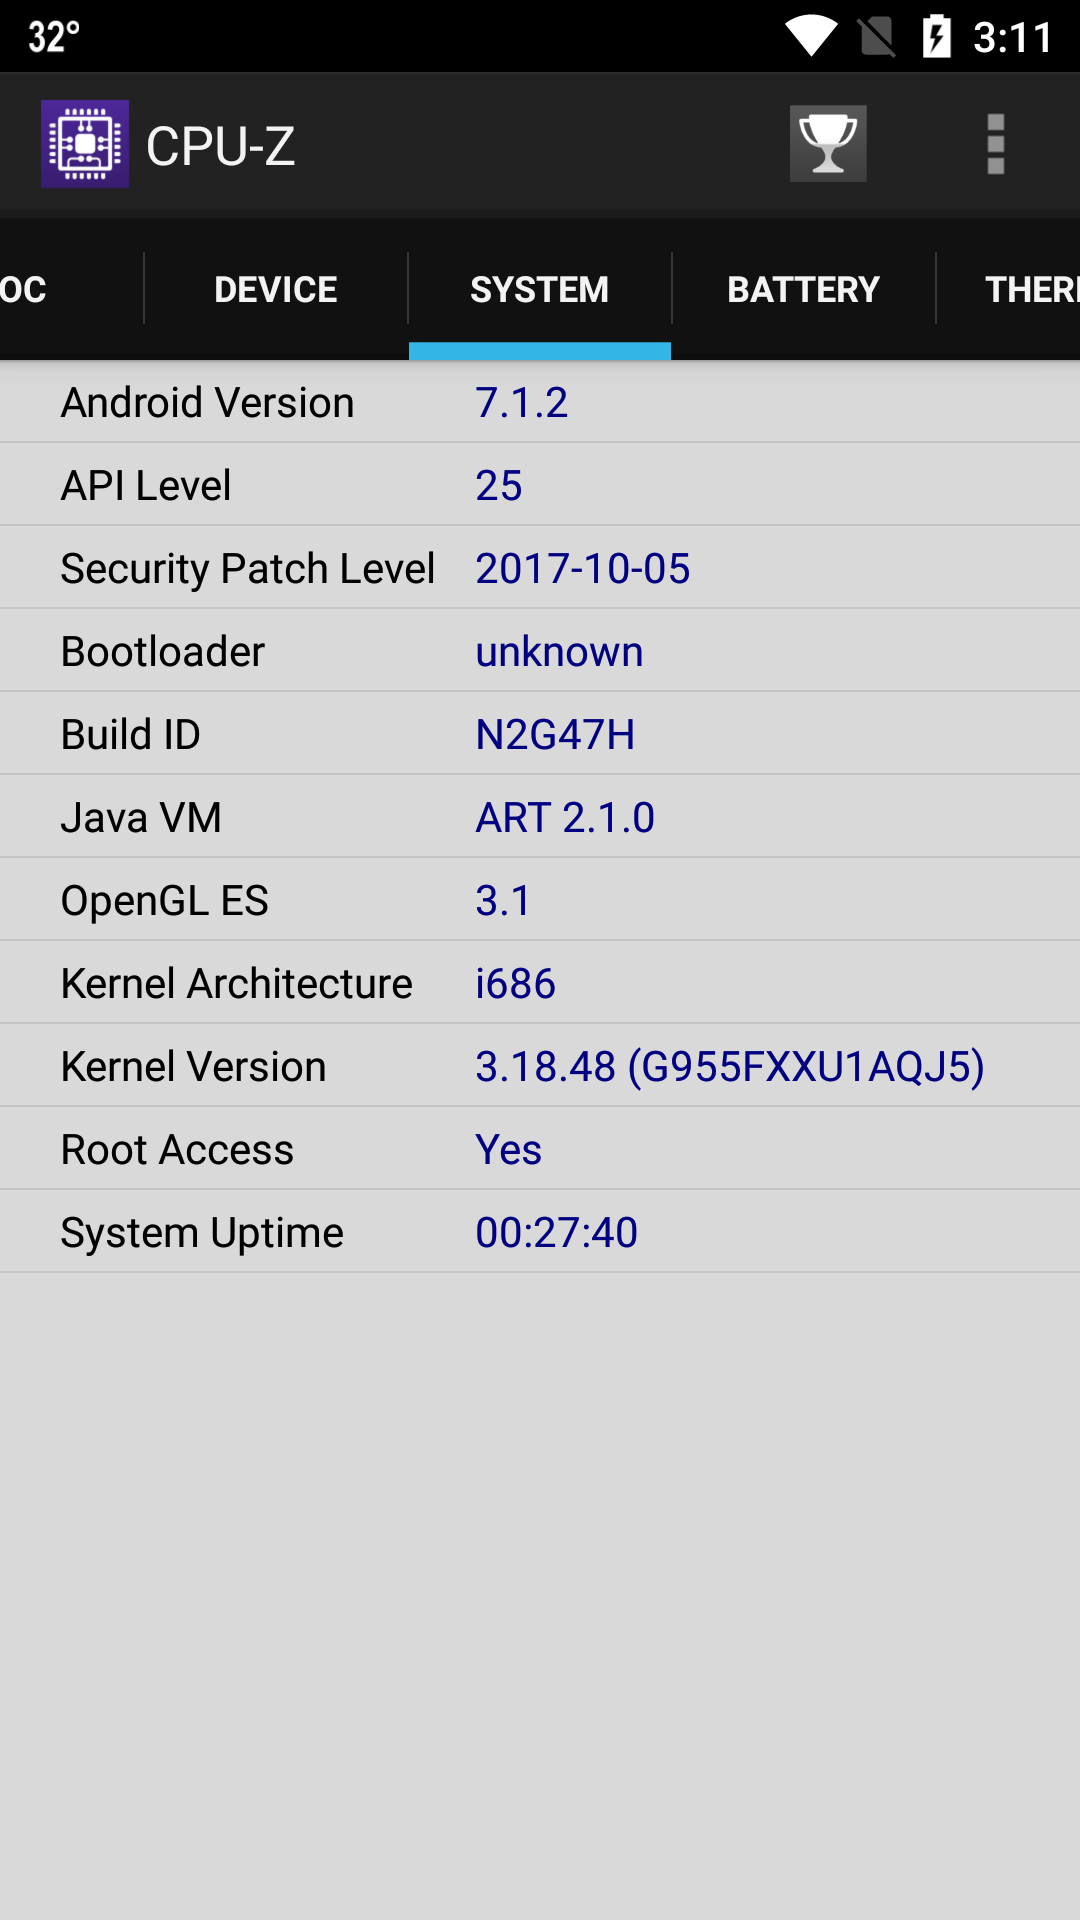 32° 3:11
CPU-Z
OC DEVICE SYSTEM BATTERY THER
Android Version 7.1.2
API Level 25
Security Patch Level 2017-10-05
Bootloader unknown
Build ID N2G47H
Java VM ART 2.1.0
OpenGL ES 3.1
Kernel Architecture i686
Kernel Version 3.18.48 (G955FXXU1AQJ5)
Root Access Yes
System Uptime 00:27:40